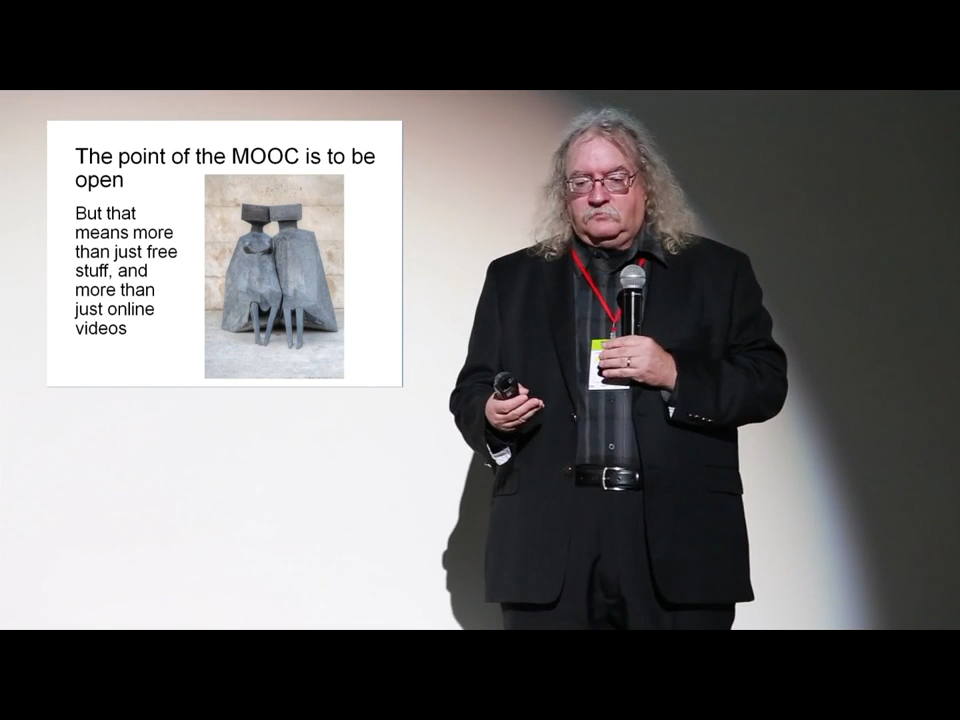 The point of the MOOC is to be
open
But that
means more
than just free
stuff, and
more than
just online
videos